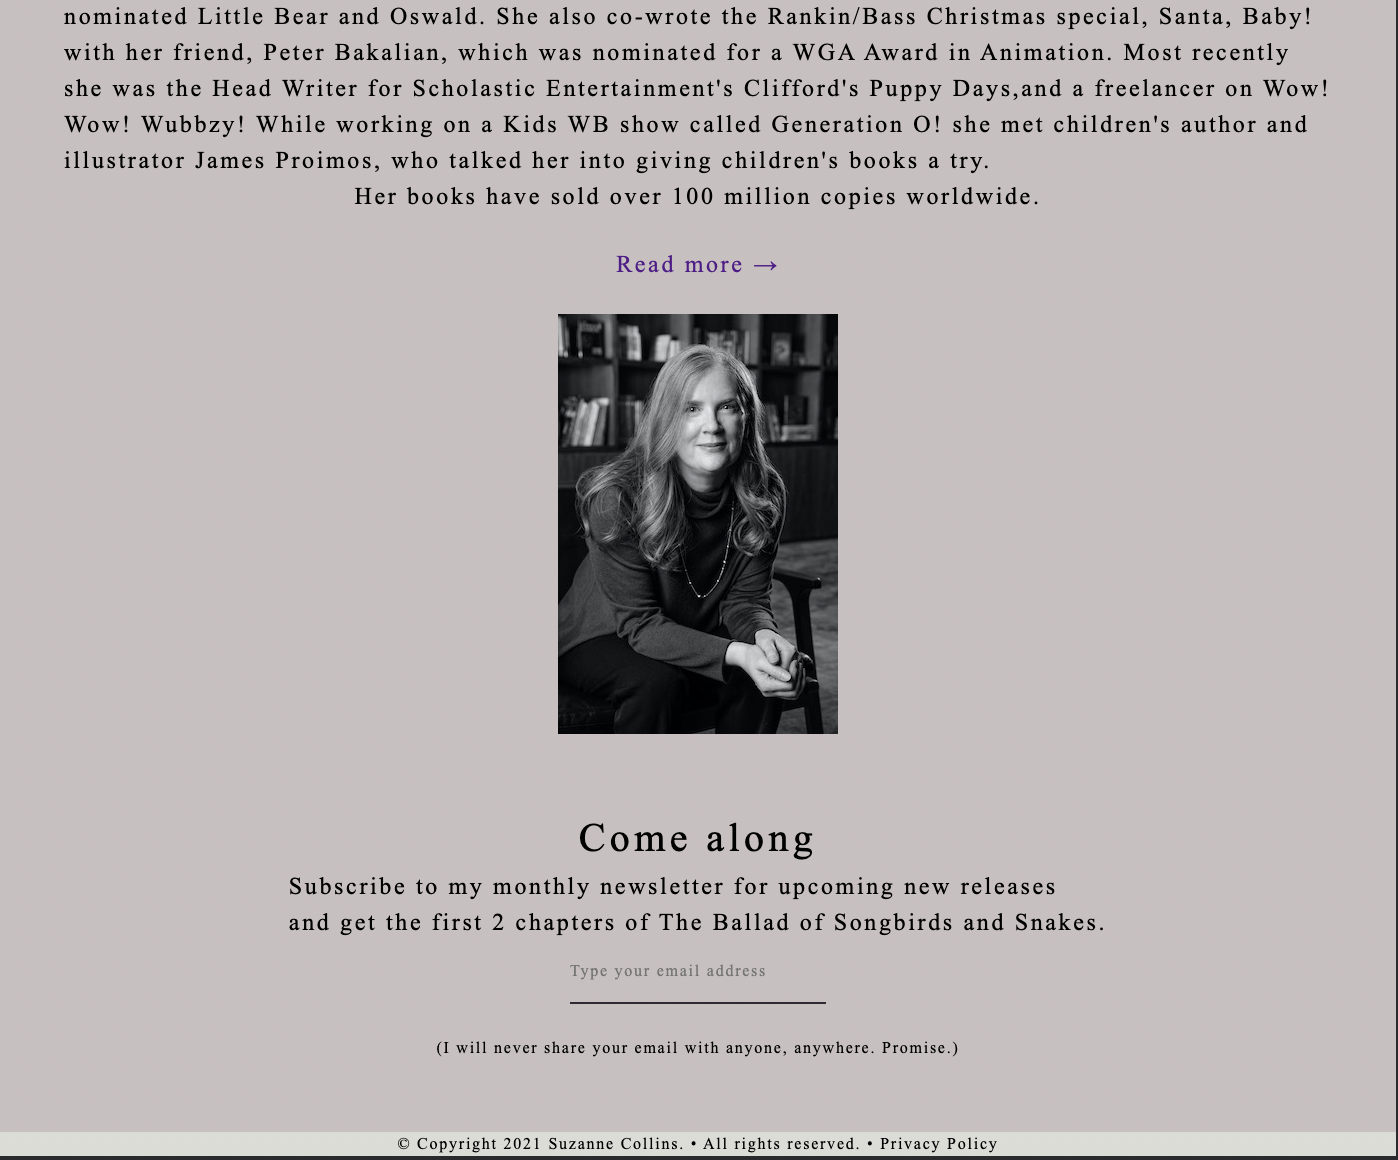 nominated Little Bear and Oswald. She also co-wrote the Rankin/Bass Christmas special, Santa, Baby!
with her friend, Peter Bakalian, which was nominated for a WGA Award in Animation. Most recently
she was the Head Writer for Scholastic Entertainment's Clifford's Puppy Days,and a freelancer on Wow!
Wow! Wubbzy! While working on a Kids WB show called Generation O! she met children's author and
illustrator James Proimos, who talked her into giving children's books a try.
Her books have sold over 100 million copies worldwide.
Read more →
Come along
Subscribe to my monthly newsletter for upcoming new releases
and get the first 2 chapters of The Ballad of Songbirds and Snakes.
Type your email address
(I will never share your email with anyone, anywhere. Promise.)
© Copyright 2021 Suzanne Collins. • All rights reserved. • Privacy Policy